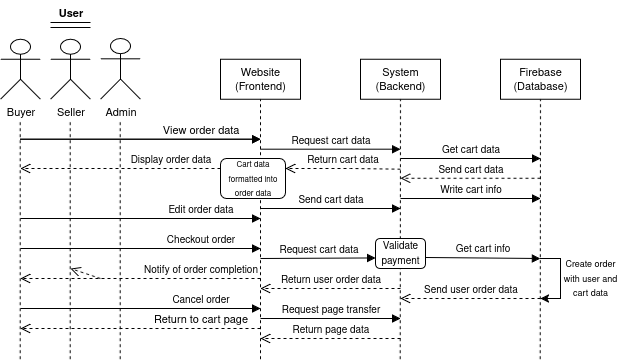 User
Buyer
Seller
Admin
Website
(Frontend)
System
(Backend)
Firebase
(Database)
View order data
Request cart data
Get cart data
Display order data
Cart data
formatted into
order data
Return cart data
Send cart data
Write cart info
Edit order data
Send cart data
Checkout order
Request cart data
Validate
payment
Get cart info
Create order
with user and
cart data
Notify of order completion
Return user order data
Send user order data
Cancel order
Request page transfer
Return to cart page
Return page data